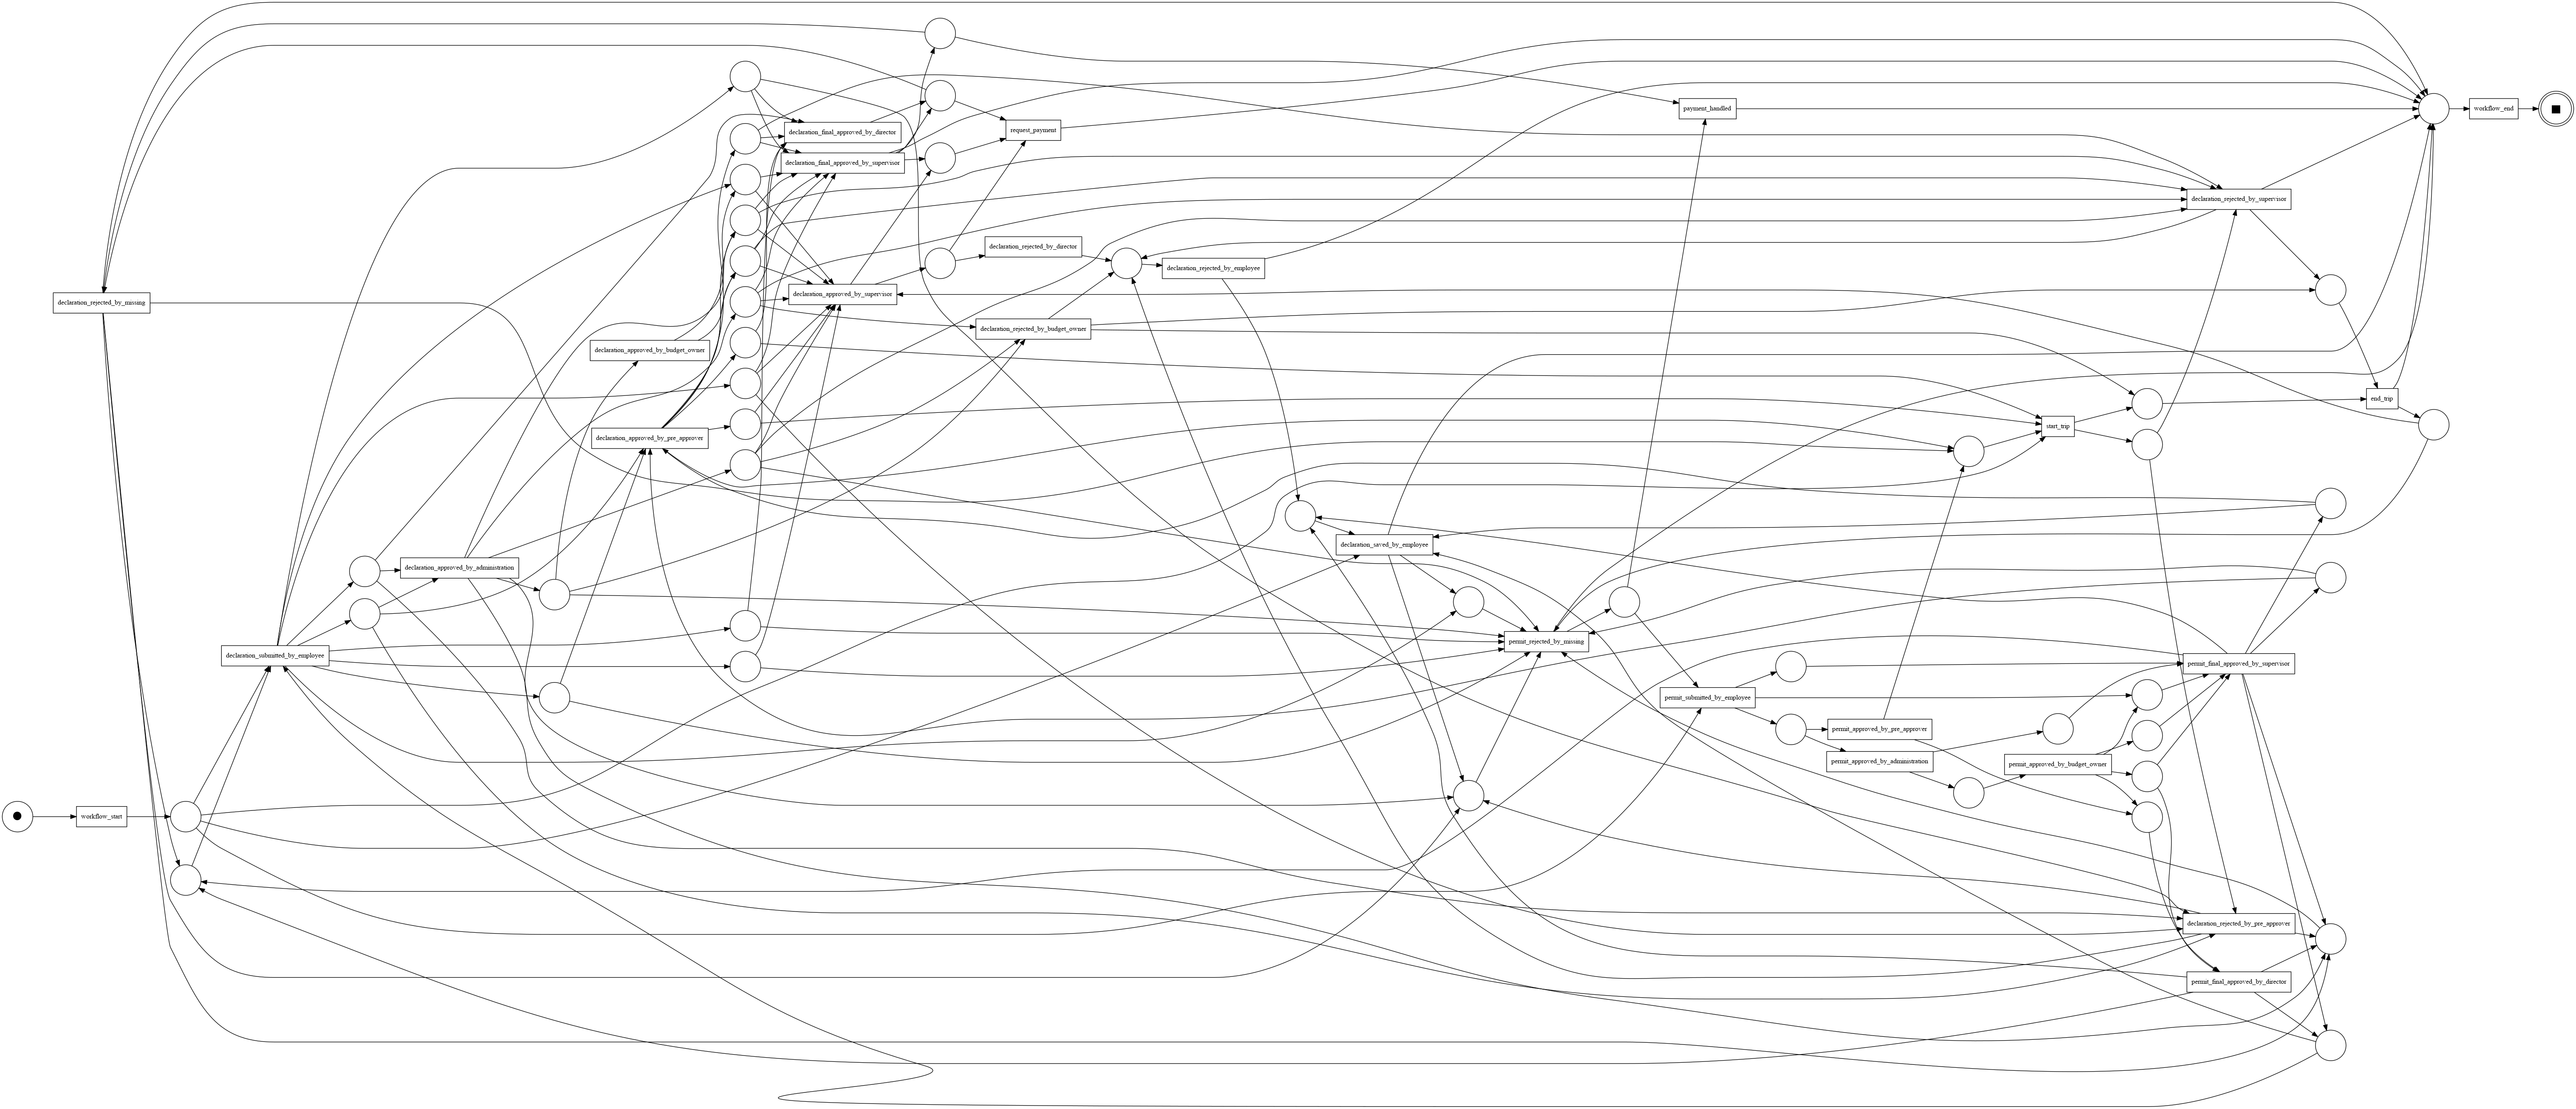 payment_handled
workflow_end
declaration_final_approved_by_director
request_payment
declaration_final_approved_by_supervisor
declaration_rejected_by_supervisor
declaration_rejected_by_director
declaration_rejected_by_employee
declaration_approved_by_supervisor
declaration_rejected_by_missing
declaration_rejected_by_budget_owner
declaration_approved_by_budget_owner
end_trip
start_trip
declaration_approved_by_pre_approver
declaration_saved_by_employee
declaration_approved_by_administration
permit_rejected_by_missing
declaration_submitted_by_employee
permit_final_approved_by_supervisor
permit_submitted_by_employee
permit_approved_by_pre_approver
permit_approved_by_administration
permit_approved_by_budget_owner
workflow_start
declaration_rejected_by_pre_approver
permit_final_approved_by_director